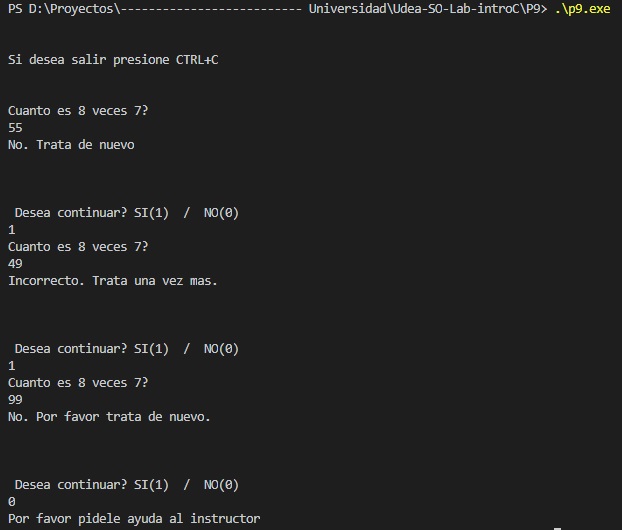 PS D:\Proyectos\-------------------------- Universidad\Udea-SO-Lab-introC\P9> .\p9.exe
Si desea salir presione CTRL+C
Cuanto es 8 veces 7?
55
No. Trata de nuevo
Desea continuar? SI(1)  /  NO(0)
1
Cuanto es 8 veces 7?
49
Incorrecto. Trata una vez mas.
Desea continuar? SI(1)  /  NO(0)
1
Cuanto es 8 veces 7?
99
No. Por favor trata de nuevo.
Desea continuar? SI(1)  /  NO(0)
0
Por favor pidele ayuda al instructor